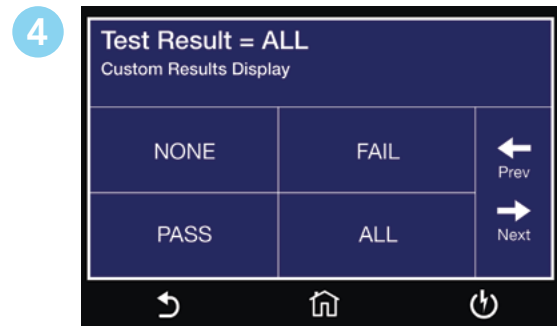 4
Test Result = ALL
Custom Results Display
NONE
FAIL
Prev
PASS
ALL
Next